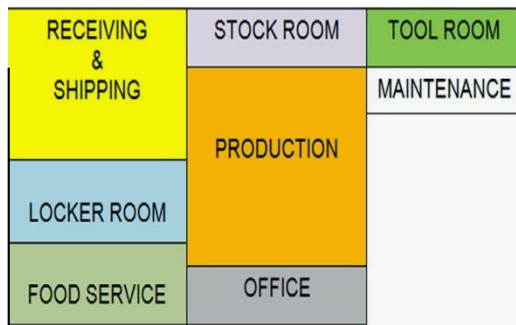 RECEIVING
&
SHIPPING
STOCK ROOM
TOOL ROOM
MAINTENANCE
PRODUCTION
LOCKER ROOM
FOOD SERVICE
OFFICE